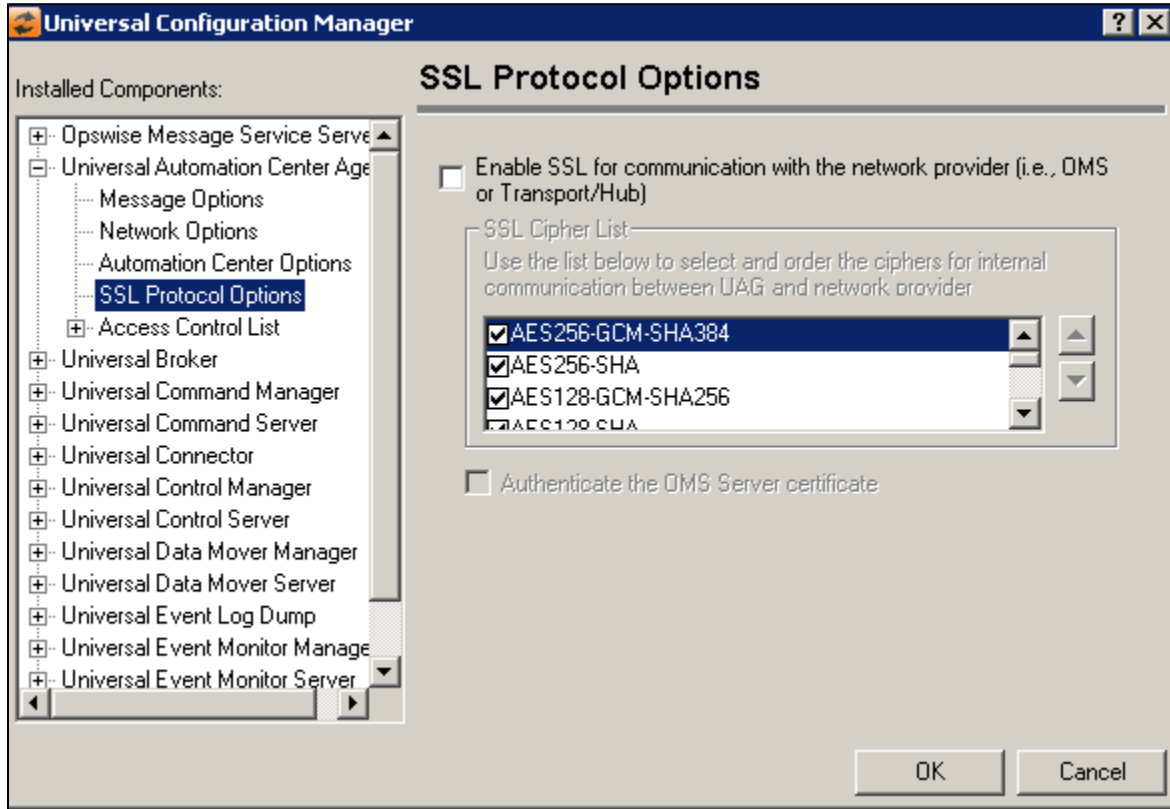 Universal Configuration Manager
Installed Components:
Opswise Message Service Serve
Universal Automation Center Age
Message Options
Network Options
Automation Center Options
SSL Protocol Options
Access Control List
Universal Broker
Universal Command Manager
Universal Command Server
Universal Connector
Universal Control Manager
Universal Control Server
Universal Data Mover Manager
Universal Data Mover Server
Universal Event Log Dump
Universal Event Monitor Manage
Universal Event Monitor Server
SSL Protocol Options
Enable SSL for communication with the network provider (i.e., OMS
or Transport/Hub)
SSL Cipher List
Use the list below to select and order the ciphers for internal
communication between UAG and network provider
AES256-GCM-SHA384
AES256-SHA
AES128-GCM-SHA256
AES128-SHA
Authenticate the OMS Server certificate
OK
Cancel